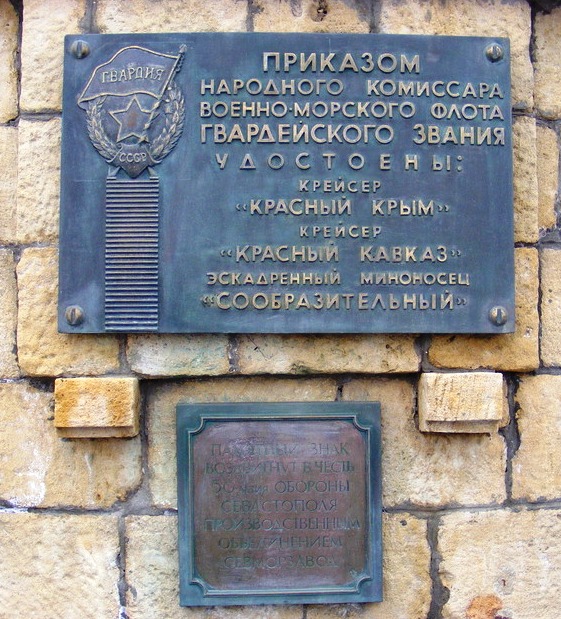 ГВАРДИЯ
СССР
ПРИКАЗОМ
НАРОДНОГО КОМИССАРА
ВОЕННО-МОРСКОГО ФЛОТА
ГВАРДЕЙСКОГО ЗВАНИЯ
УДОСТОЕНЫ:
КРЕЙСЕР
"КРАСНЫЙ КРЫМ"
КРЕЙСЕР
"КРАСНЫЙ КАВКАЗ"
ЭСКАДРЕННЫЙ МИНОНОСЕЦ
"СООБРАЗИТЕЛЬНЫЙ"
ПАМЯТНЫЙ ЗНАК
ВОЗДВИГНУТ В ЧЕСТЬ
ОБОРОНЫ
СЕВАСТОПОЛЯ
ПРОИЗВОДСТВЕННЫМ
ОБЪЕДИНЕНИЕМ